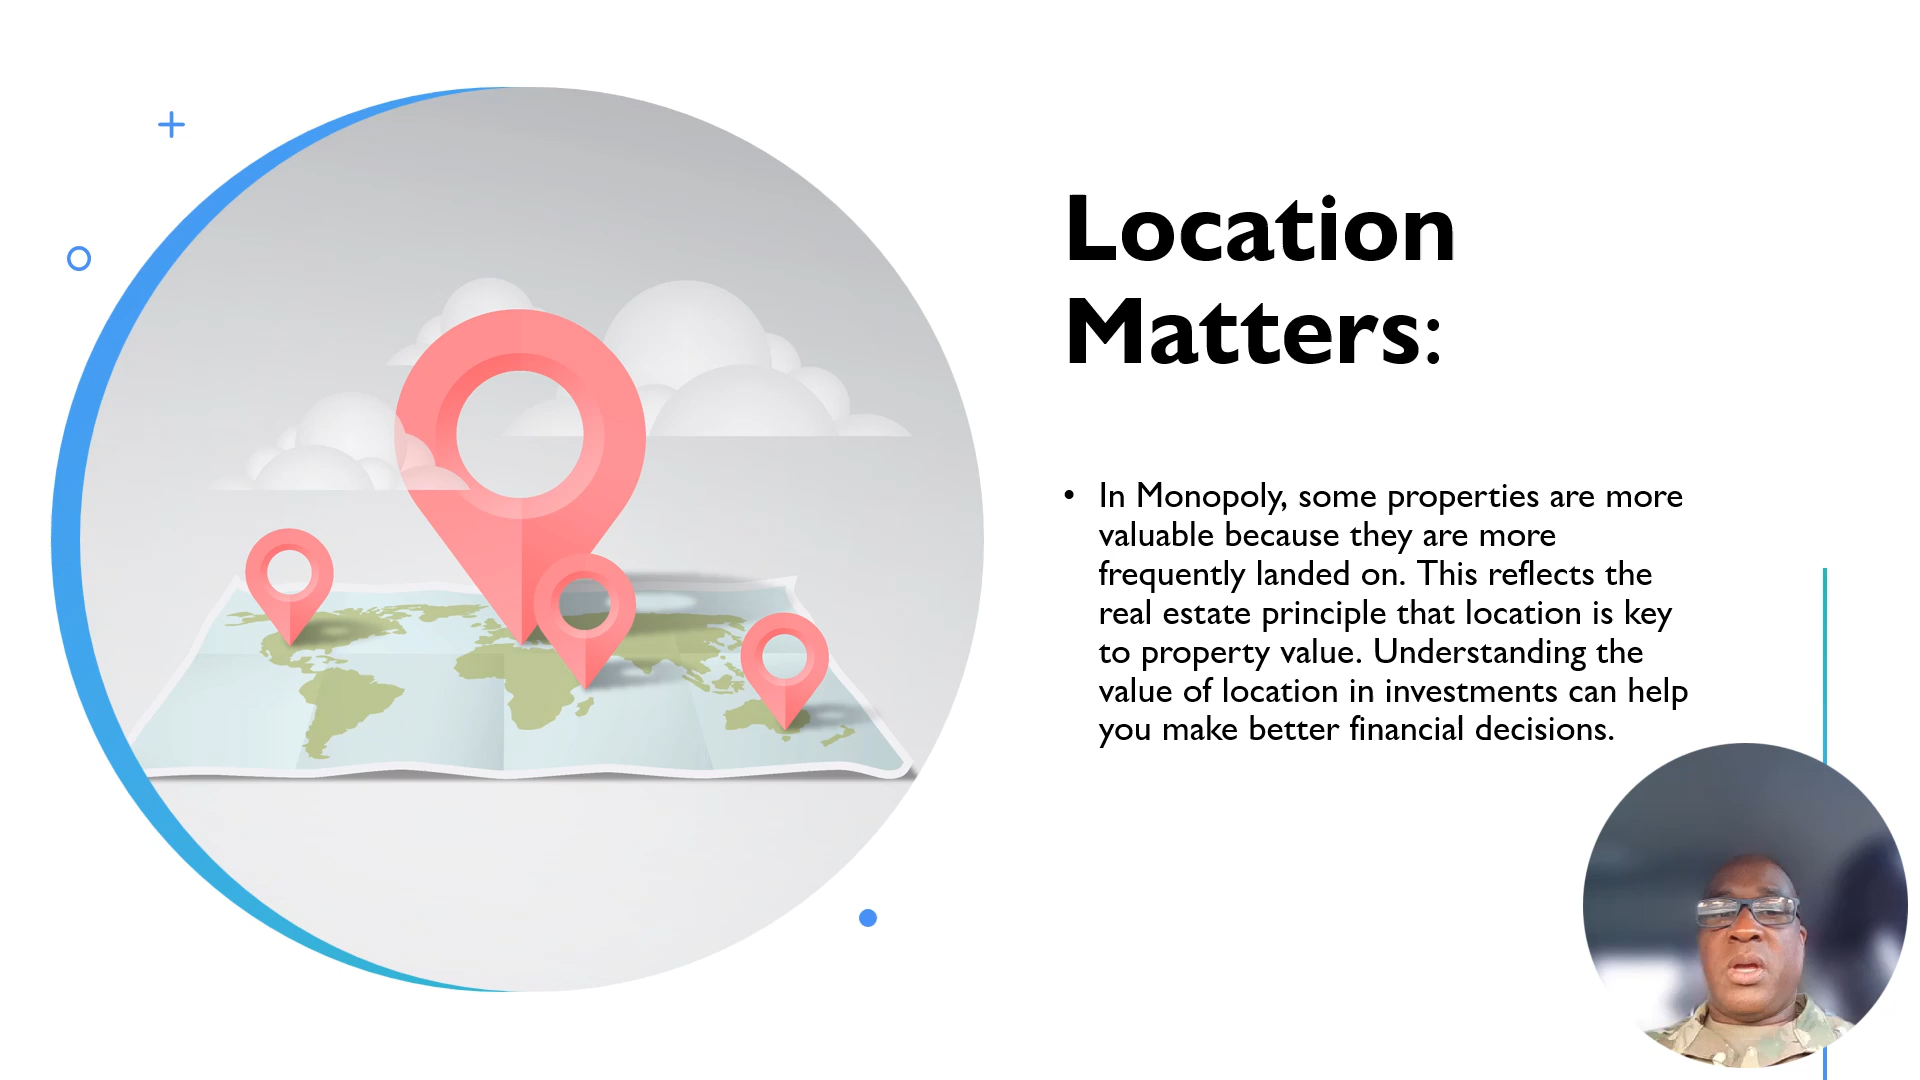 Location
Matters:
• In Monopoly, some properties are more
valuable because they are more
frequently landed on. This reflects the
real estate principle that location is key
to property value. Understanding the
value of location in investments can help
you make better financial decisions.